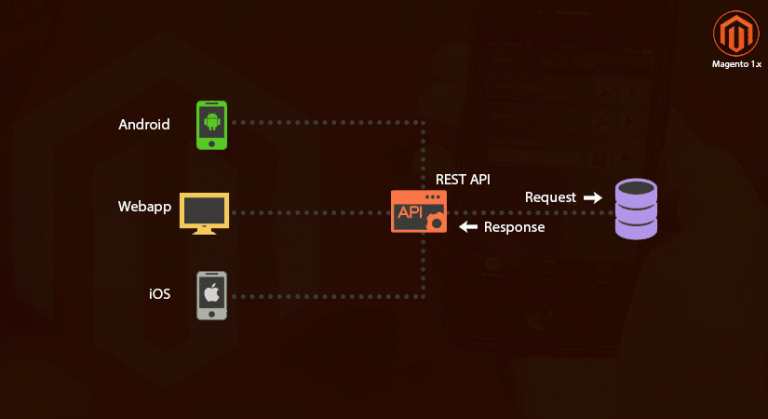 Magento 1.x
Android
REST API
Webapp
API
Request
Response
iOS